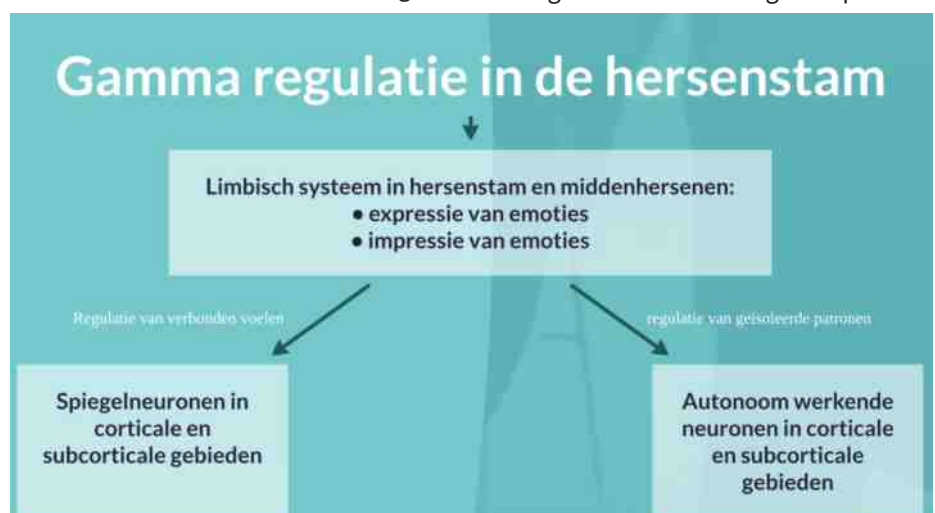 Gamma regulatie in de hersenstam
Limbisch systeem in hersenstam en middenhersenen:
• expressie van emoties
• impressie van emoties
Regulatie van verbonden voelen
regulatie van geïsoleerde patronen
Spiegelneuronen in
corticale en
subcorticale gebieden
Autonoom werkende
neuronen in corticale
en subcorticale
gebieden